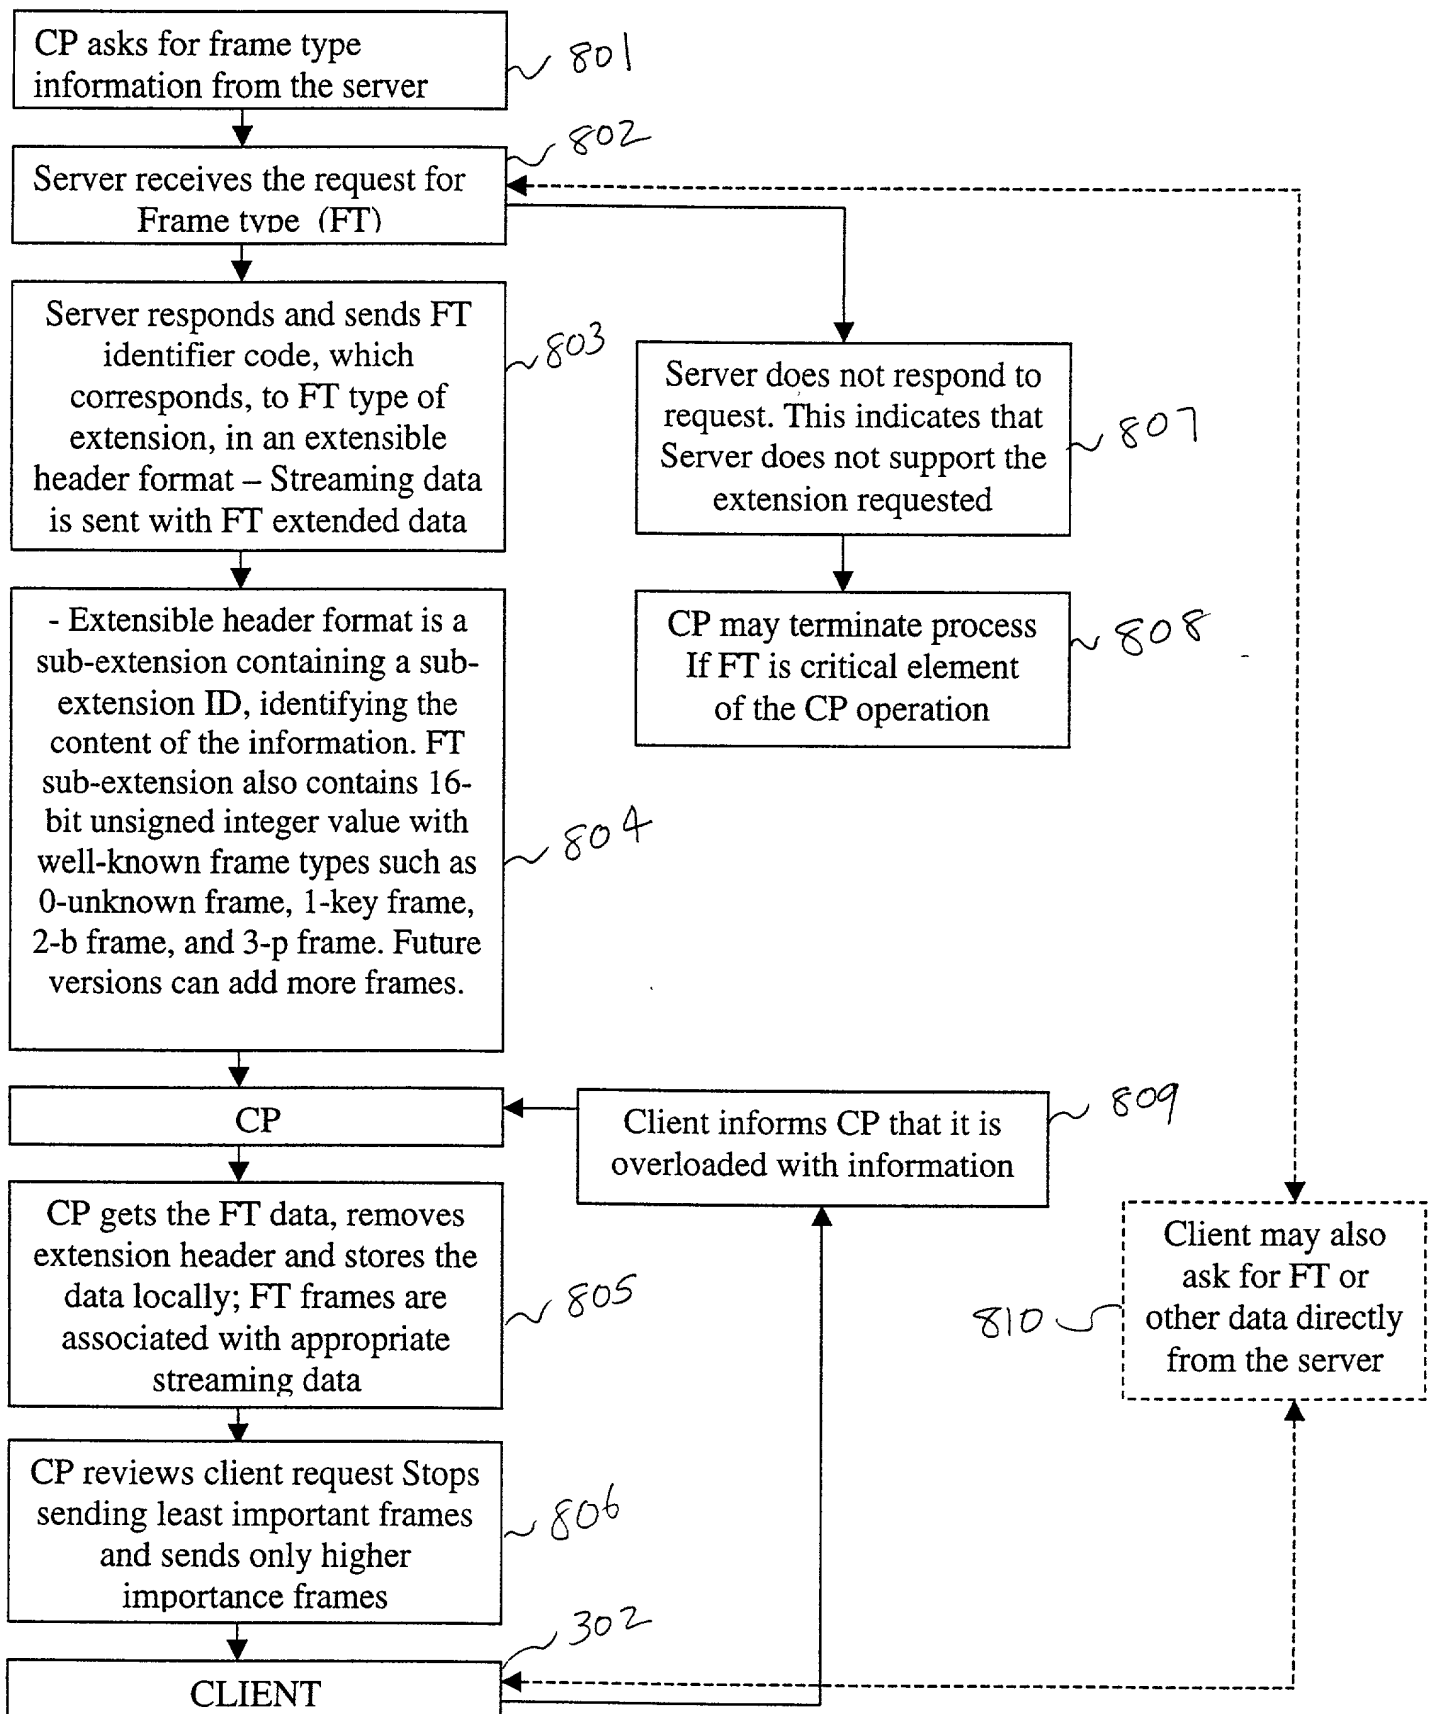 CP asks for frame type
information from the server
801
802
Server receives the request for
Frame type (FT)
Server responds and sends FT
identifier code, which
corresponds, to FT type of
extension, in an extensible
header format – Streaming data
is sent with FT extended data
803
Server does not respond to
request. This indicates that
Server does not support the
extension requested
807
- Extensible header format is a
sub-extension containing a sub-
extension ID, identifying the
content of the information. FT
sub-extension also contains 16-
bit unsigned integer value with
well-known frame types such as
0-unknown frame, 1-key frame,
2-b frame, and 3-p frame. Future
versions can add more frames.
804
CP may terminate process
If FT is critical element
of the CP operation
808
CP
Client informs CP that it is
overloaded with information
809
CP gets the FT data, removes
extension header and stores the
data locally; FT frames are
associated with appropriate
streaming data
805
Client may also
ask for FT or
other data directly
from the server
810
CP reviews client request Stops
sending least important frames
and sends only higher
importance frames
806
302
CLIENT